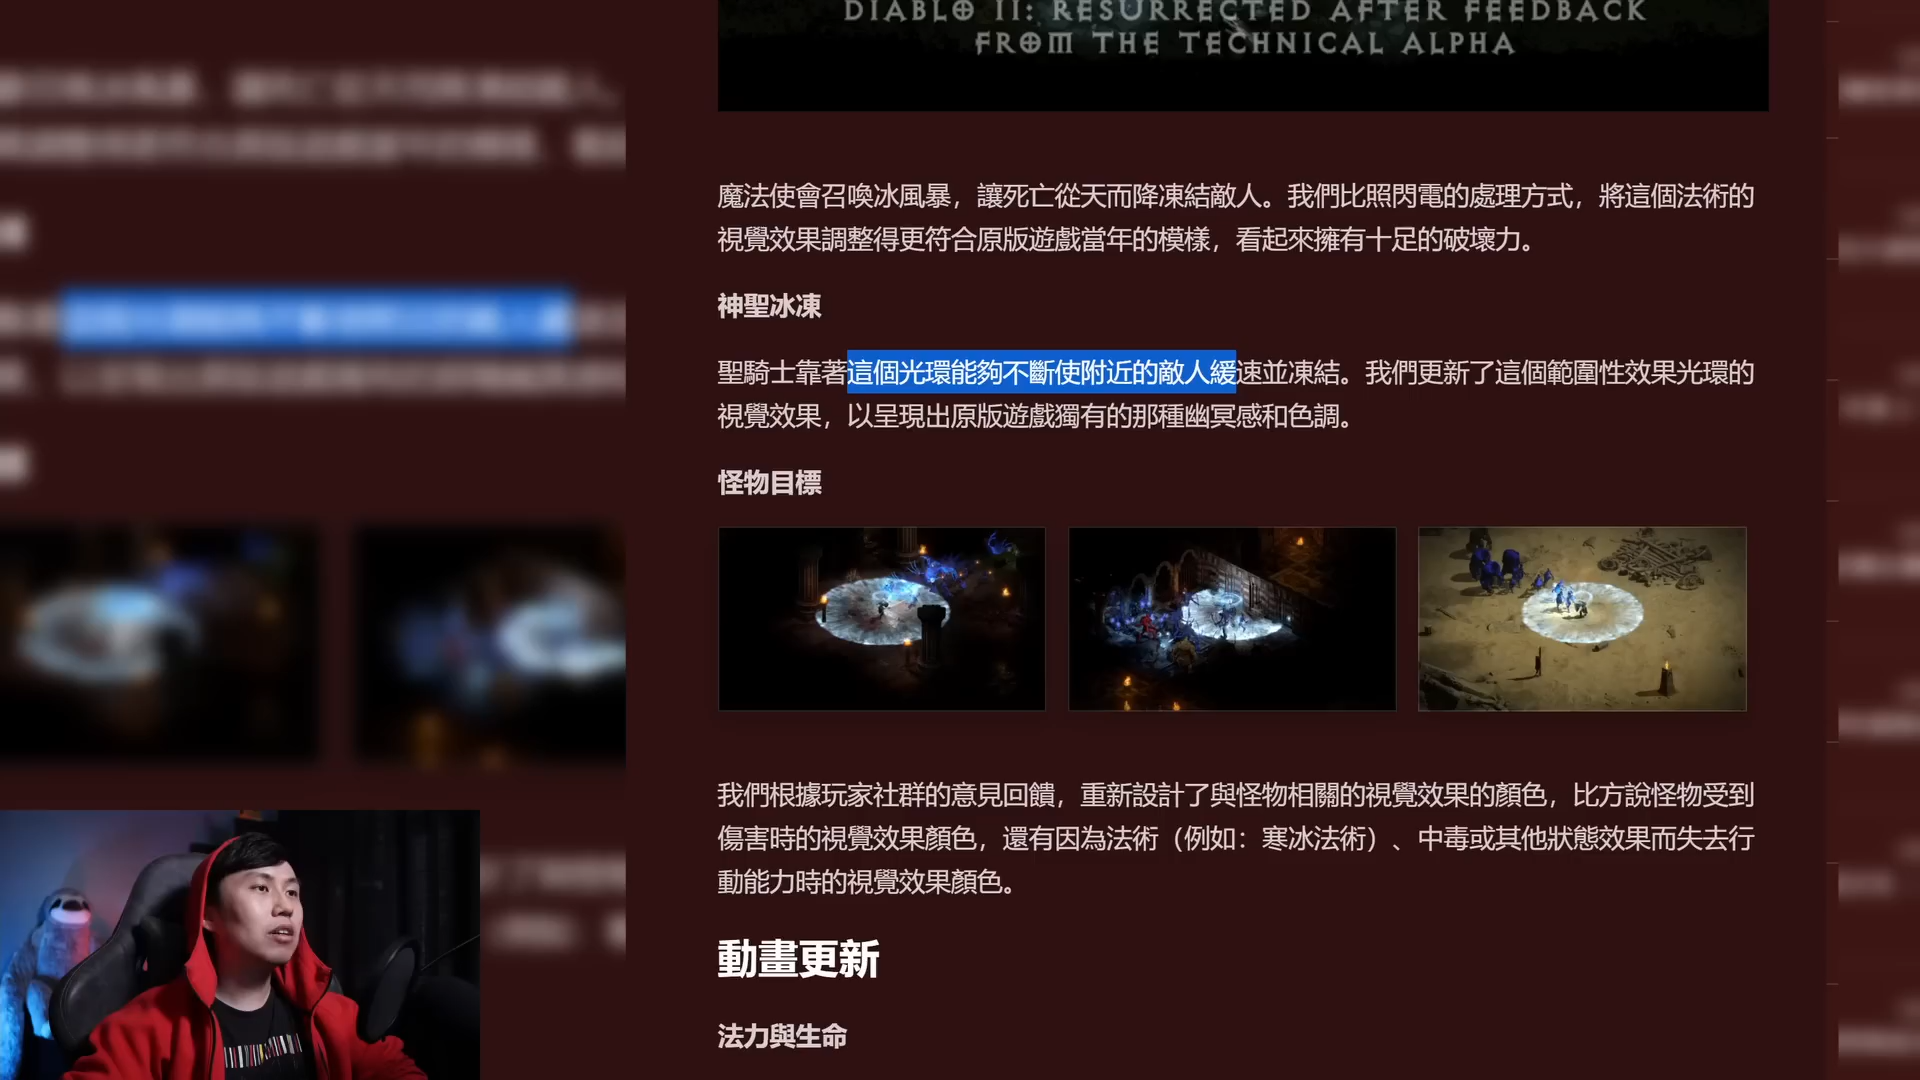 DIABLO II: RESURRECTED AFTER FEEDBACK
FROM THE TECHNICAL ALPHA
魔法使會召喚冰風暴，讓死亡從天而降凍結敵人。我們比照閃電的處理方式，將這個法術的
視覺效果調整得更符合原版遊戲當年的模樣，看起來擁有十足的破壞力。
神聖冰凍
聖騎士靠著這個光環能夠不斷使附近的敵人緩速並凍結。我們更新了這個範圍性效果光環的
視覺效果，以呈現出原版遊戲獨有的那種幽冥感和色調。
怪物目標
我們根據玩家社群的意見回饋，重新設計了與怪物相關的視覺效果的顏色，比方說怪物受到
傷害時的視覺效果顏色，還有因為法術（例如：寒冰法術）、中毒或其他狀態效果而失去行
動能力時的視覺效果顏色。
動畫更新
法力與生命